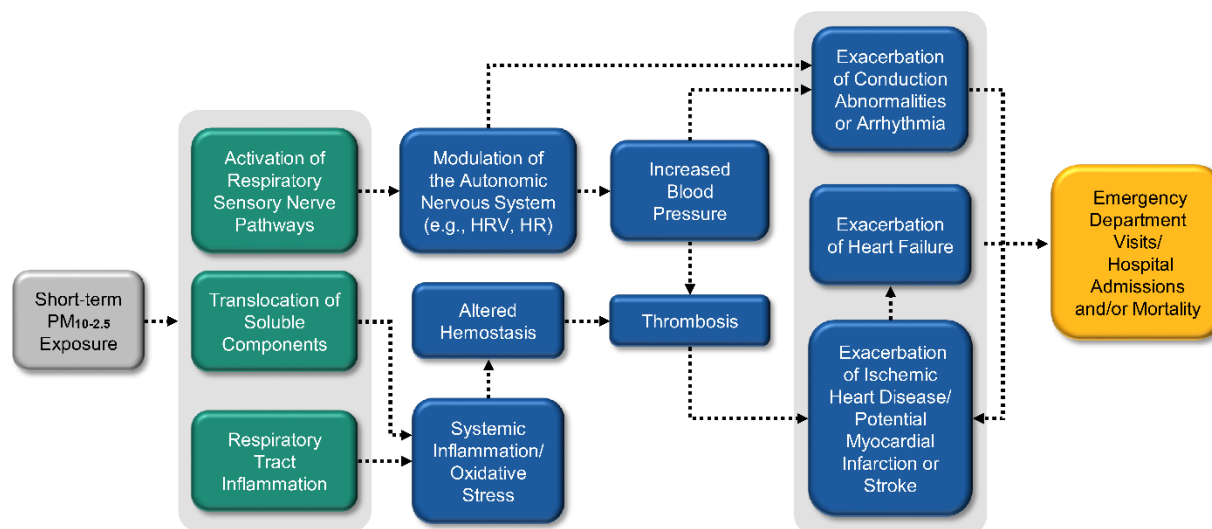 Short-term
PM10-2.5
Exposure
Activation of
Respiratory
Sensory Nerve
Pathways
Translocation of
Soluble
Components
Respiratory
Tract
Inflammation
Modulation of
the Autonomic
Nervous System
(e.g., HRV, HR)
Altered
Hemostasis
Systemic
Inflammation/
Oxidative
Stress
Increased
Blood
Pressure
Thrombosis
Exacerbation
of Conduction
Abnormalities
or Arrhythmia
Exacerbation
of Heart Failure
Exacerbation
of Ischemic
Heart Disease/
Potential
Myocardial
Infarction or
Stroke
Emergency
Department
Visits/
Hospital
Admissions
and/or Mortality